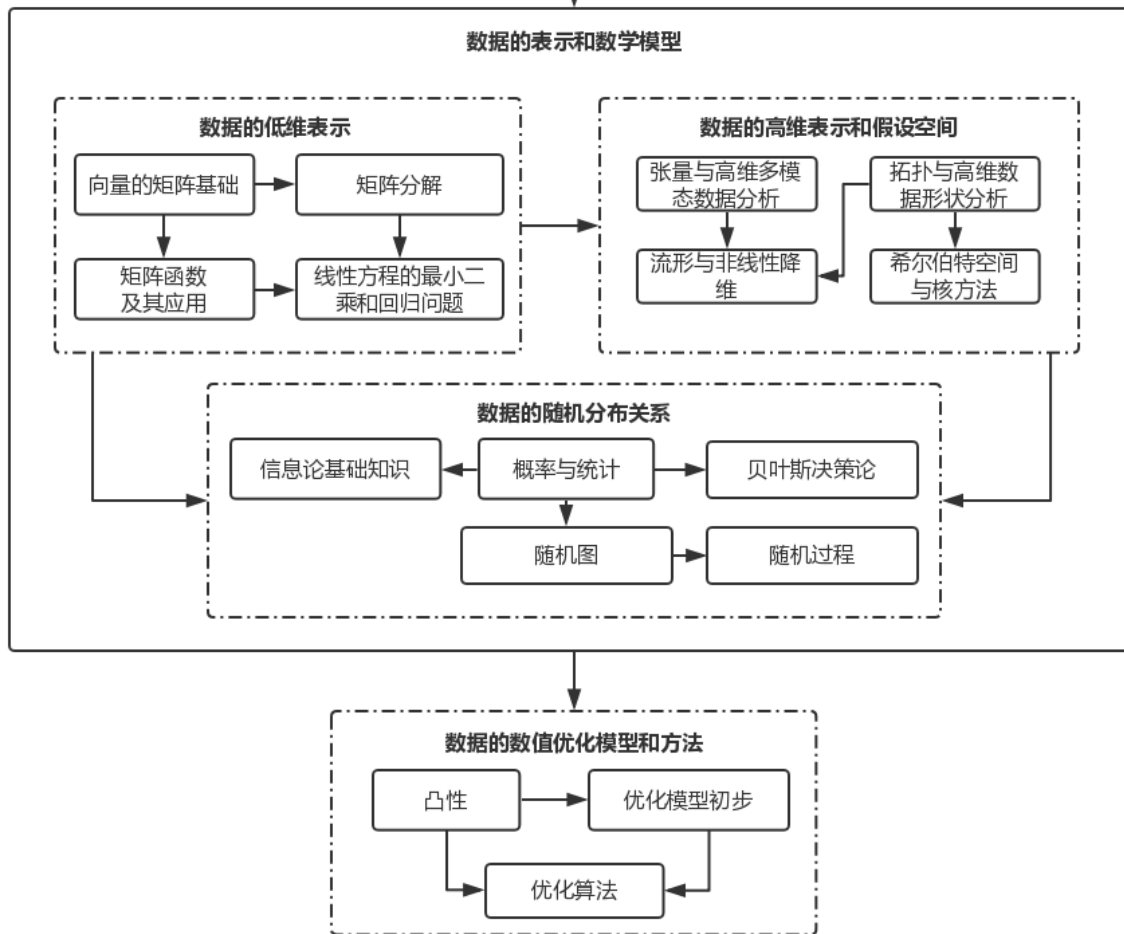 数据的表示和数学模型
数据的低维表示
向量的矩阵基础
矩阵分解
矩阵函数
及其应用
线性方程的最小二
乘和回归问题
数据的高维表示和假设空间
张量与高维多模
态数据分析
拓扑与高维数
据形状分析
流形与非线性降
维
希尔伯特空间
与核方法
数据的随机分布关系
信息论基础知识
概率与统计
贝叶斯决策论
随机图
随机过程
数据的数值优化模型和方法
凸性
优化模型初步
优化算法